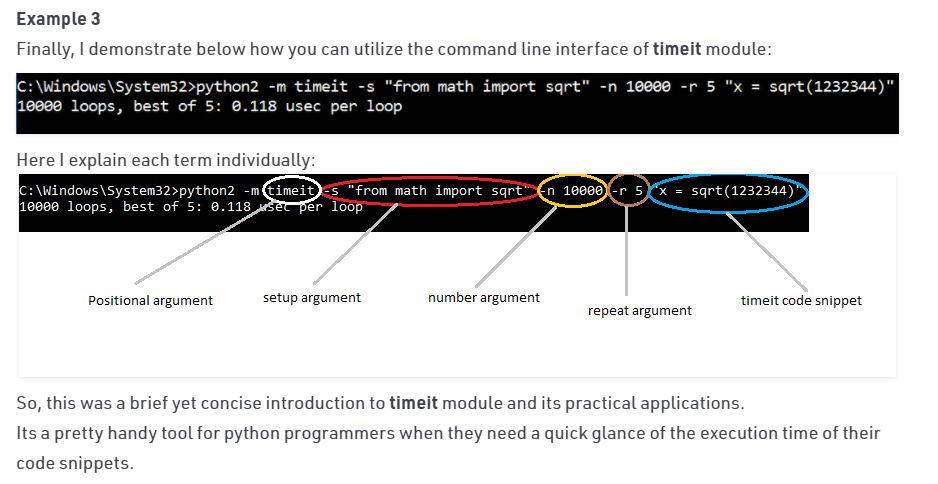 Example 3
Finally, I demonstrate below how you can utilize the command line interface of timeit module:
C:\Windows\System32>python2 -m timeit -s "from math import sqrt" -n 10000 -r 5 "x = sqrt(1232344)"
10000 loops, best of 5: 0.118 usec per loop
Here I explain each term individually:
C:\Windows\System32>python2 -m timeit -s "from math import sqrt" -n 10000 -r 5 "x = sqrt(1232344)"
10000 loops, best of 5: 0.118 usec per loop
Positional argument setup argument number argument repeat argument timeit code snippet
So, this was a brief yet concise introduction to timeit module and its practical applications.
Its a pretty handy tool for python programmers when they need a quick glance of the execution time of their
code snippets.